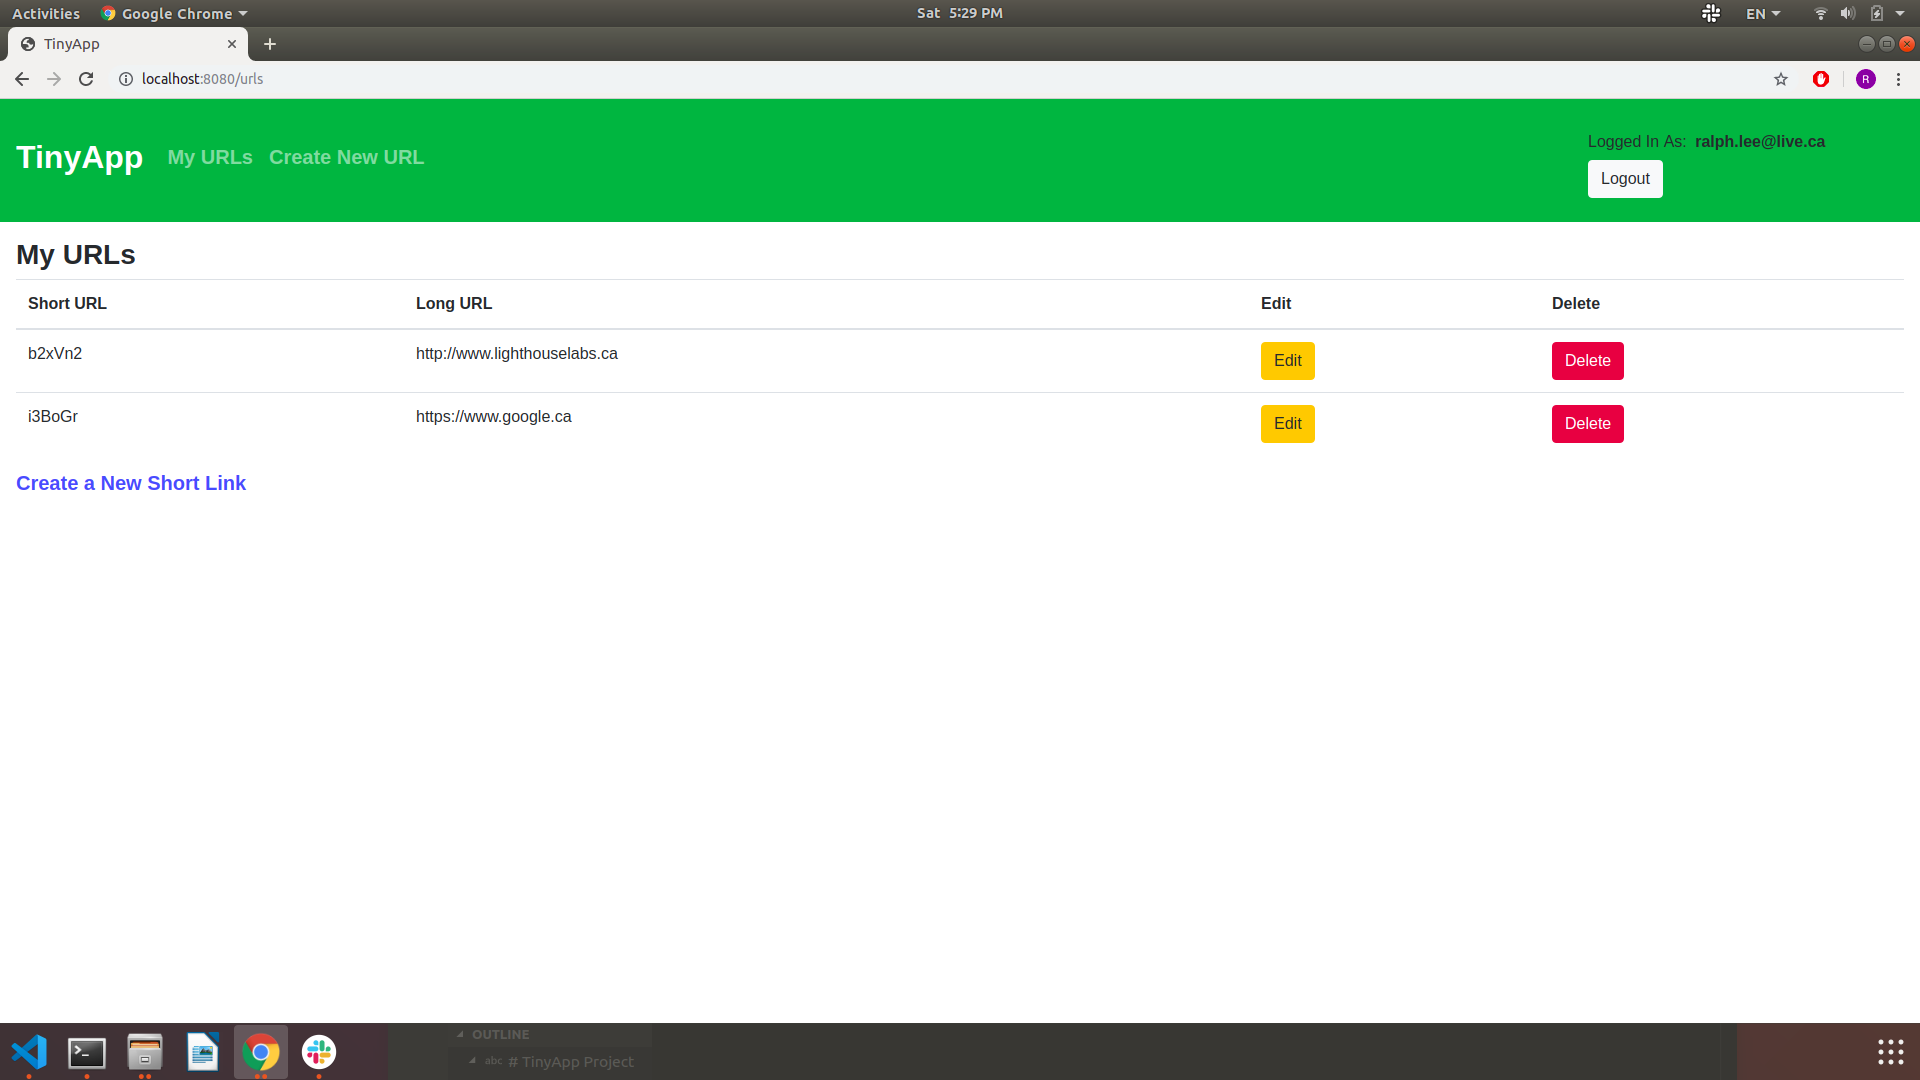 Activities Google Chrome Sat 5:29 PM EN
TinyApp
localhost:8080/urls R
TinyApp My URLs Create New URL
Logged In As: ralph.lee@live.ca
Logout
My URLs
Short URL Long URL Edit Delete
b2xVn2 http://www.lighthouselabs.ca Edit Delete
i3BoGr https://www.google.ca Edit Delete
Create a New Short Link
OUTLINE
abc # TinyApp Project